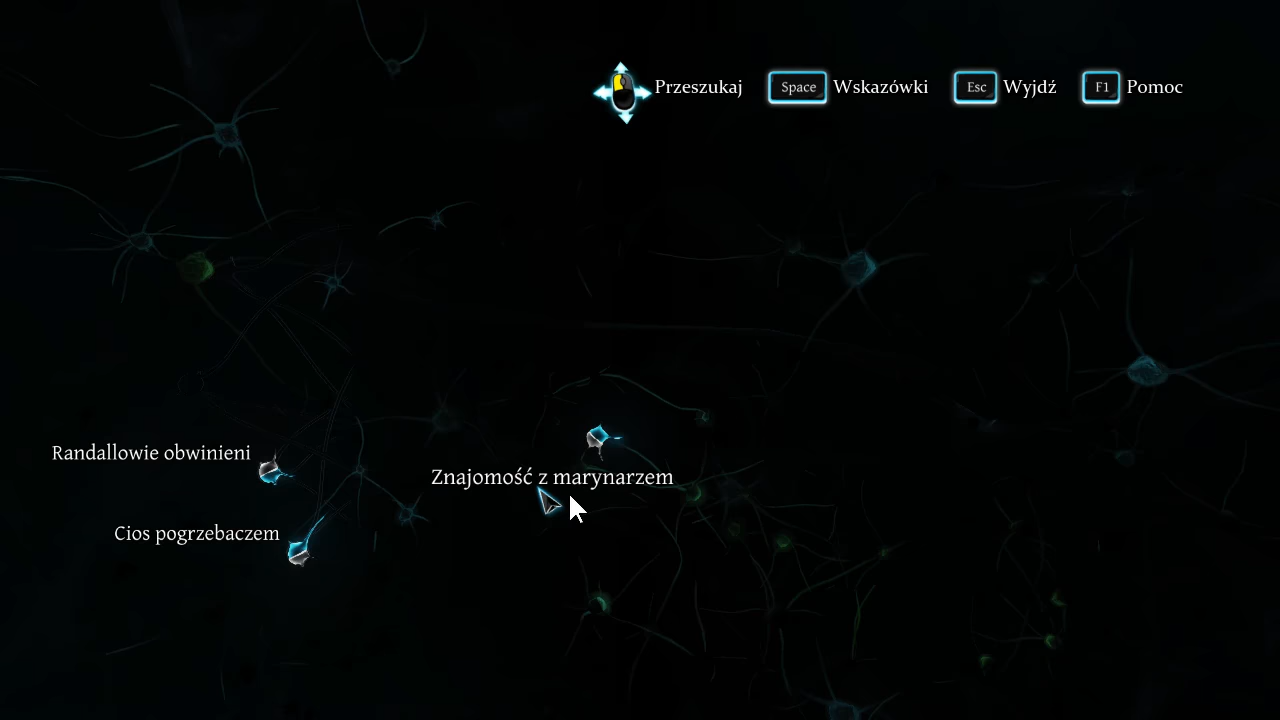 Przeszukaj Space Wskazówki Esc Wyjdź F1 Pomoc
Randallowie obwinieni
Znajomość z marynarzem
Cios pogrzebaczem